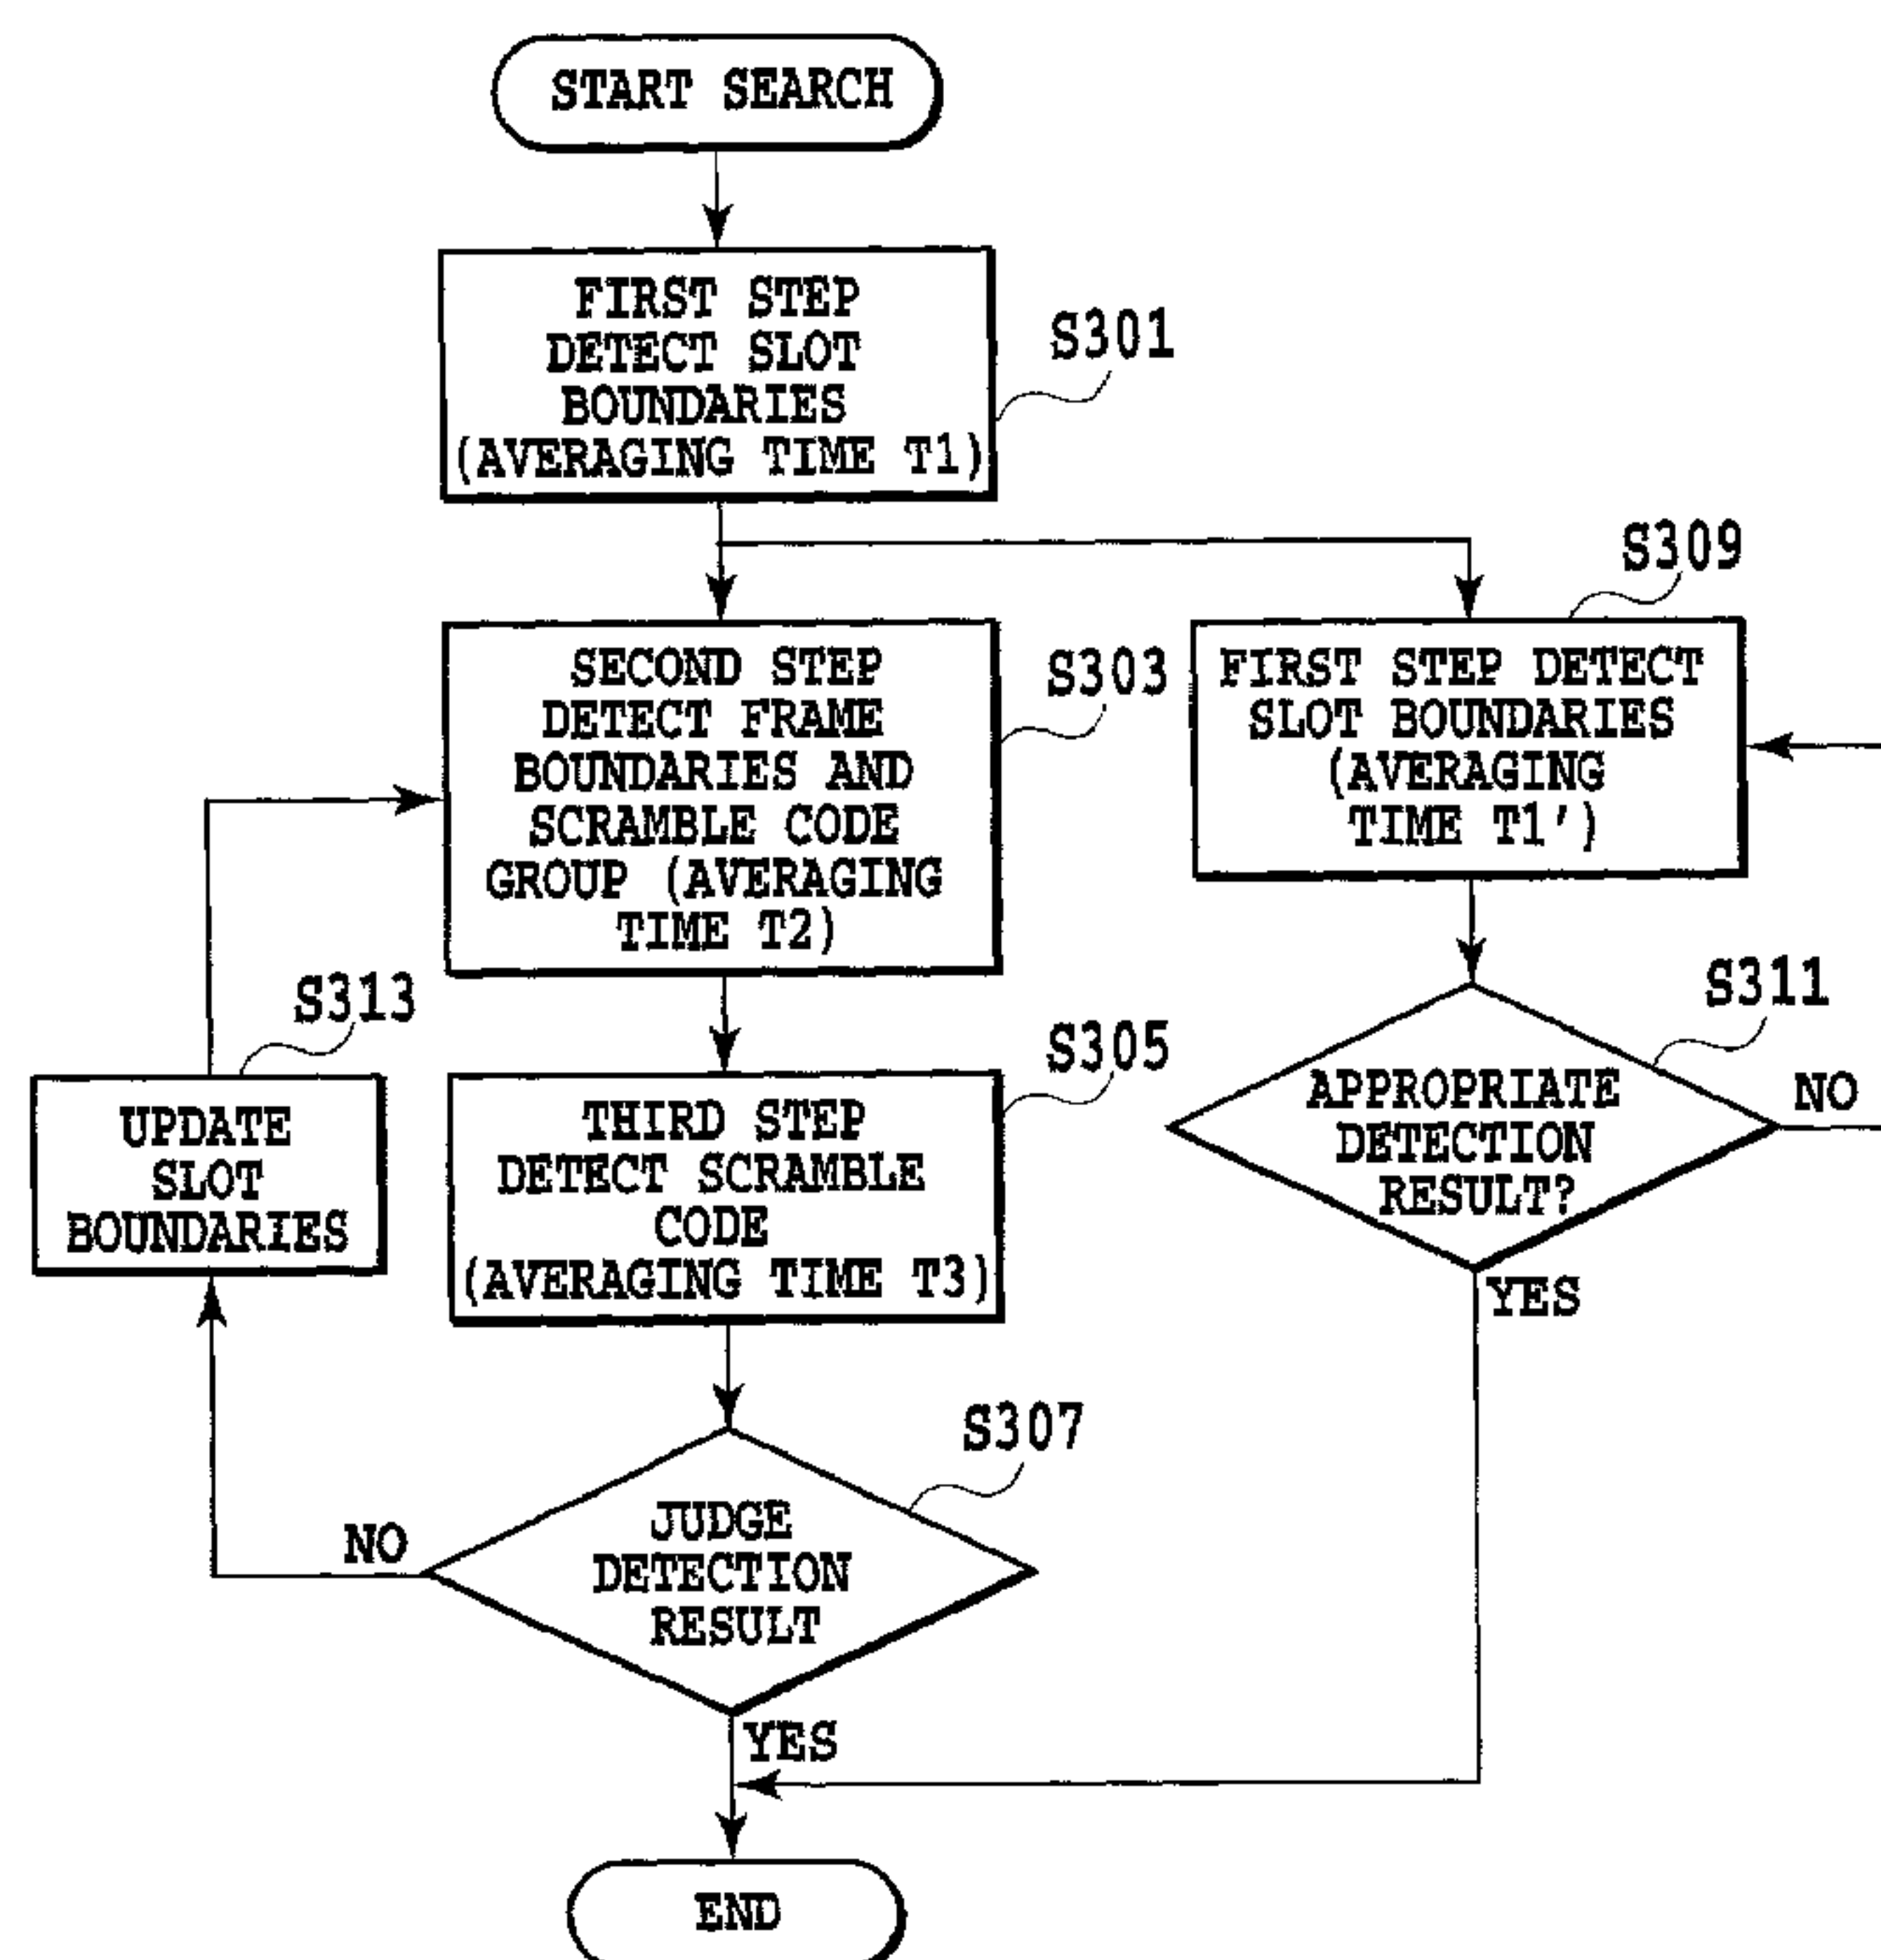 START SEARCH
FIRST STEP
DETECT SLOT
BOUNDARIES
(AVERAGING TIME T1)
S301
S309
SECOND STEP
DETECT FRAME
BOUNDARIES AND
SCRAMBLE CODE
GROUP (AVERAGING
TIME T2)
S303
FIRST STEP DETECT
SLOT BOUNDARIES
(AVERAGING
TIME T1')
S313
UPDATE
SLOT
BOUNDARIES
S305
THIRD STEP
DETECT SCRAMBLE
CODE
(AVERAGING TIME T3)
S311
APPROPRIATE
DETECTION
RESULT?
NO
YES
S307
JUDGE
DETECTION
RESULT
NO
YES
END